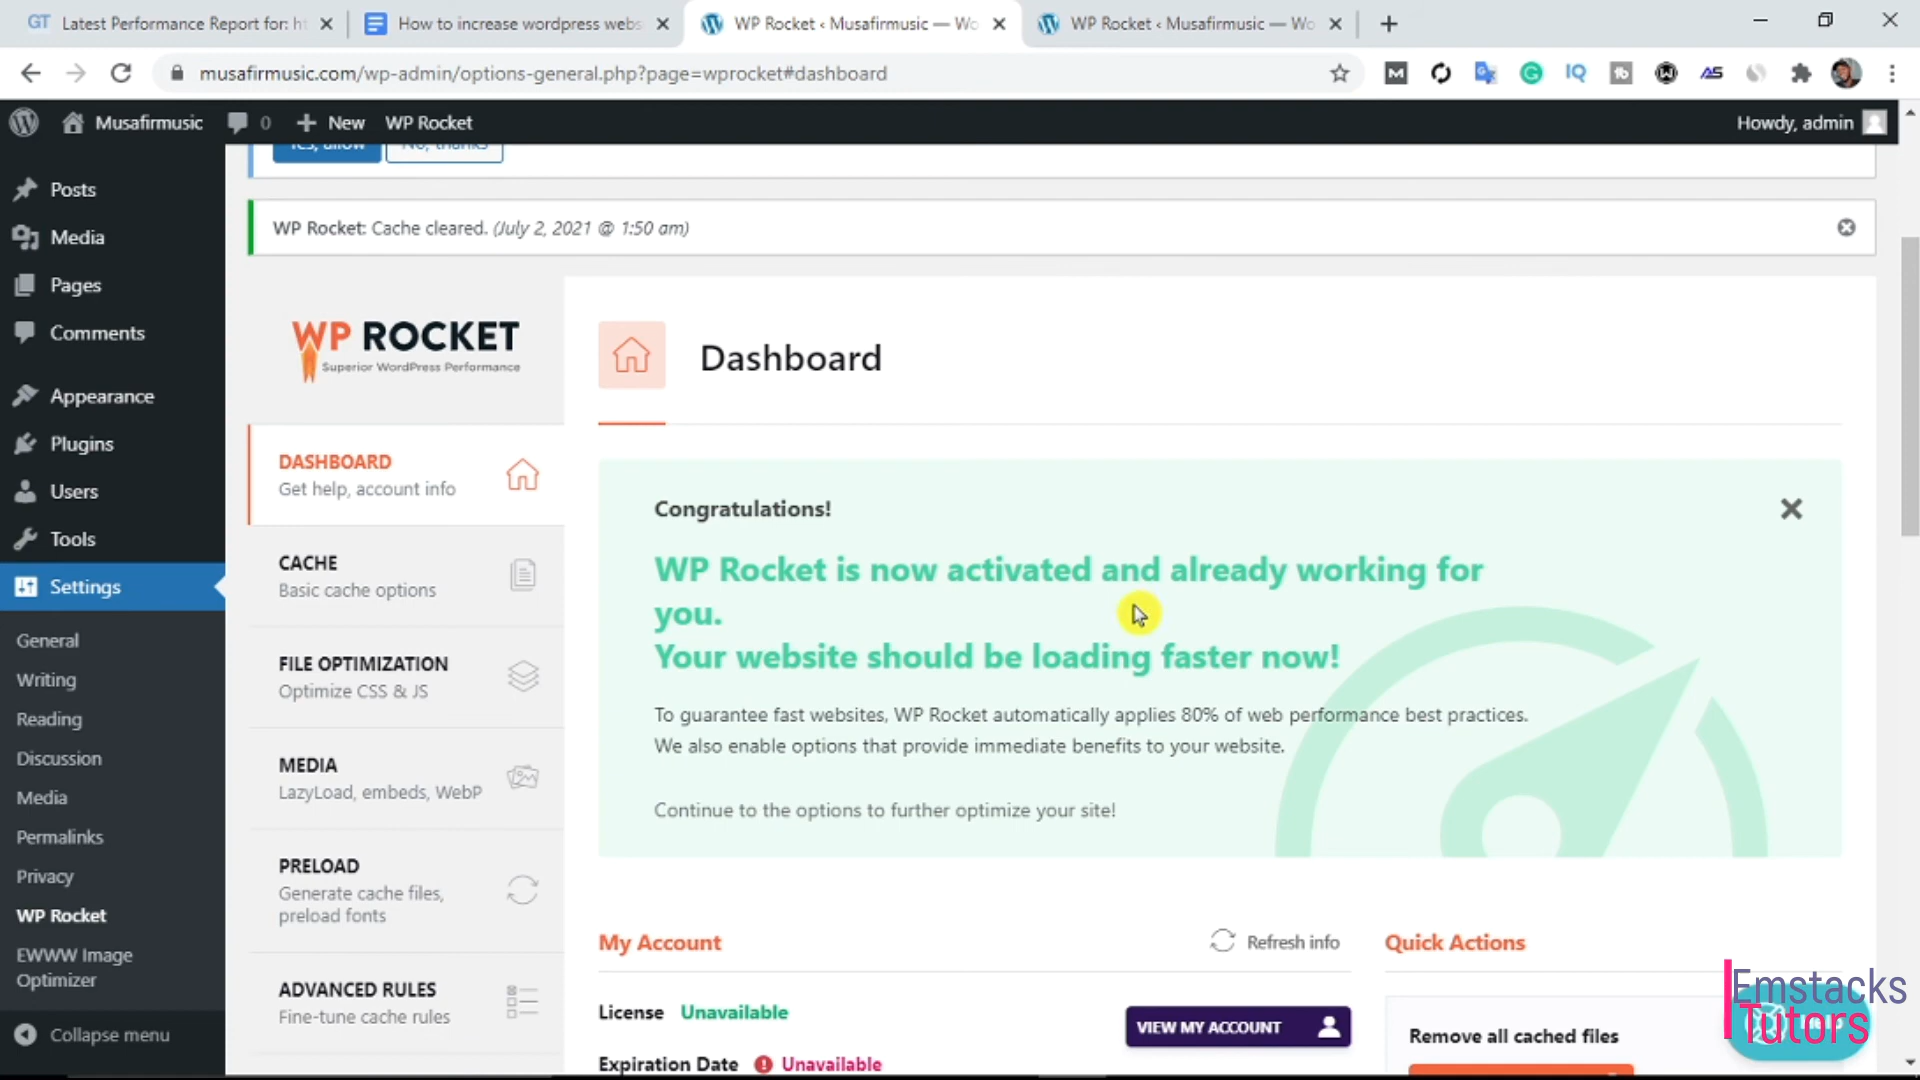 GT Latest Performance Report for: ht
How to increase wordpress webs
WP Rocket ‹ Musafirmusic — Wo
WP Rocket ‹ Musafirmusic — Wo
musafirmusic.com/wp-admin/options-general.php?page=wprocket#dashboard
Musafirmusic
0
New
WP Rocket
Howdy, admin
Yes, allow
No, thanks
Posts
Media
Pages
Comments
Appearance
Plugins
Users
Tools
Settings
General
Writing
Reading
Discussion
Media
Permalinks
Privacy
WP Rocket
EWWW Image
Optimizer
Collapse menu
WP Rocket: Cache cleared. (July 2, 2021 @ 1:50 am)
WP ROCKET
Superior WordPress Performance
DASHBOARD
Get help, account info
CACHE
Basic cache options
FILE OPTIMIZATION
Optimize CSS & JS
MEDIA
LazyLoad, embeds, WebP
PRELOAD
Generate cache files,
preload fonts
ADVANCED RULES
Fine-tune cache rules
Dashboard
Congratulations!
WP Rocket is now activated and already working for
you.
Your website should be loading faster now!
To guarantee fast websites, WP Rocket automatically applies 80% of web performance best practices.
We also enable options that provide immediate benefits to your website.
Continue to the options to further optimize your site!
My Account
Refresh info
License Unavailable
VIEW MY ACCOUNT
Expiration Date Unavailable
Quick Actions
Remove all cached files
Emstacks
Tutors